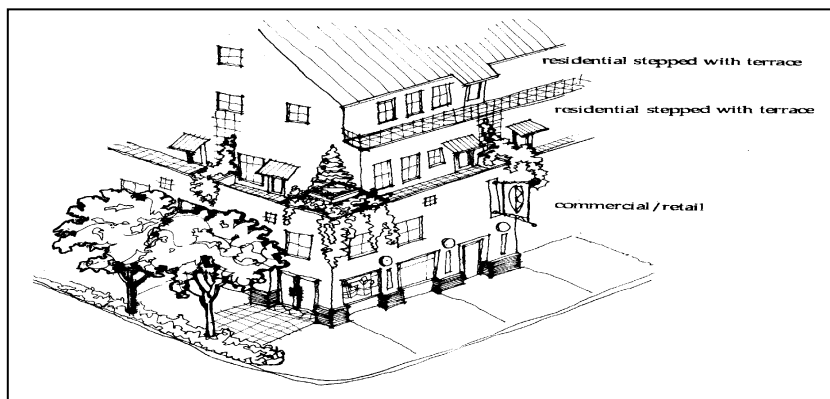 residential stepped with terrace
residential stepped with terrace
commercial/retail